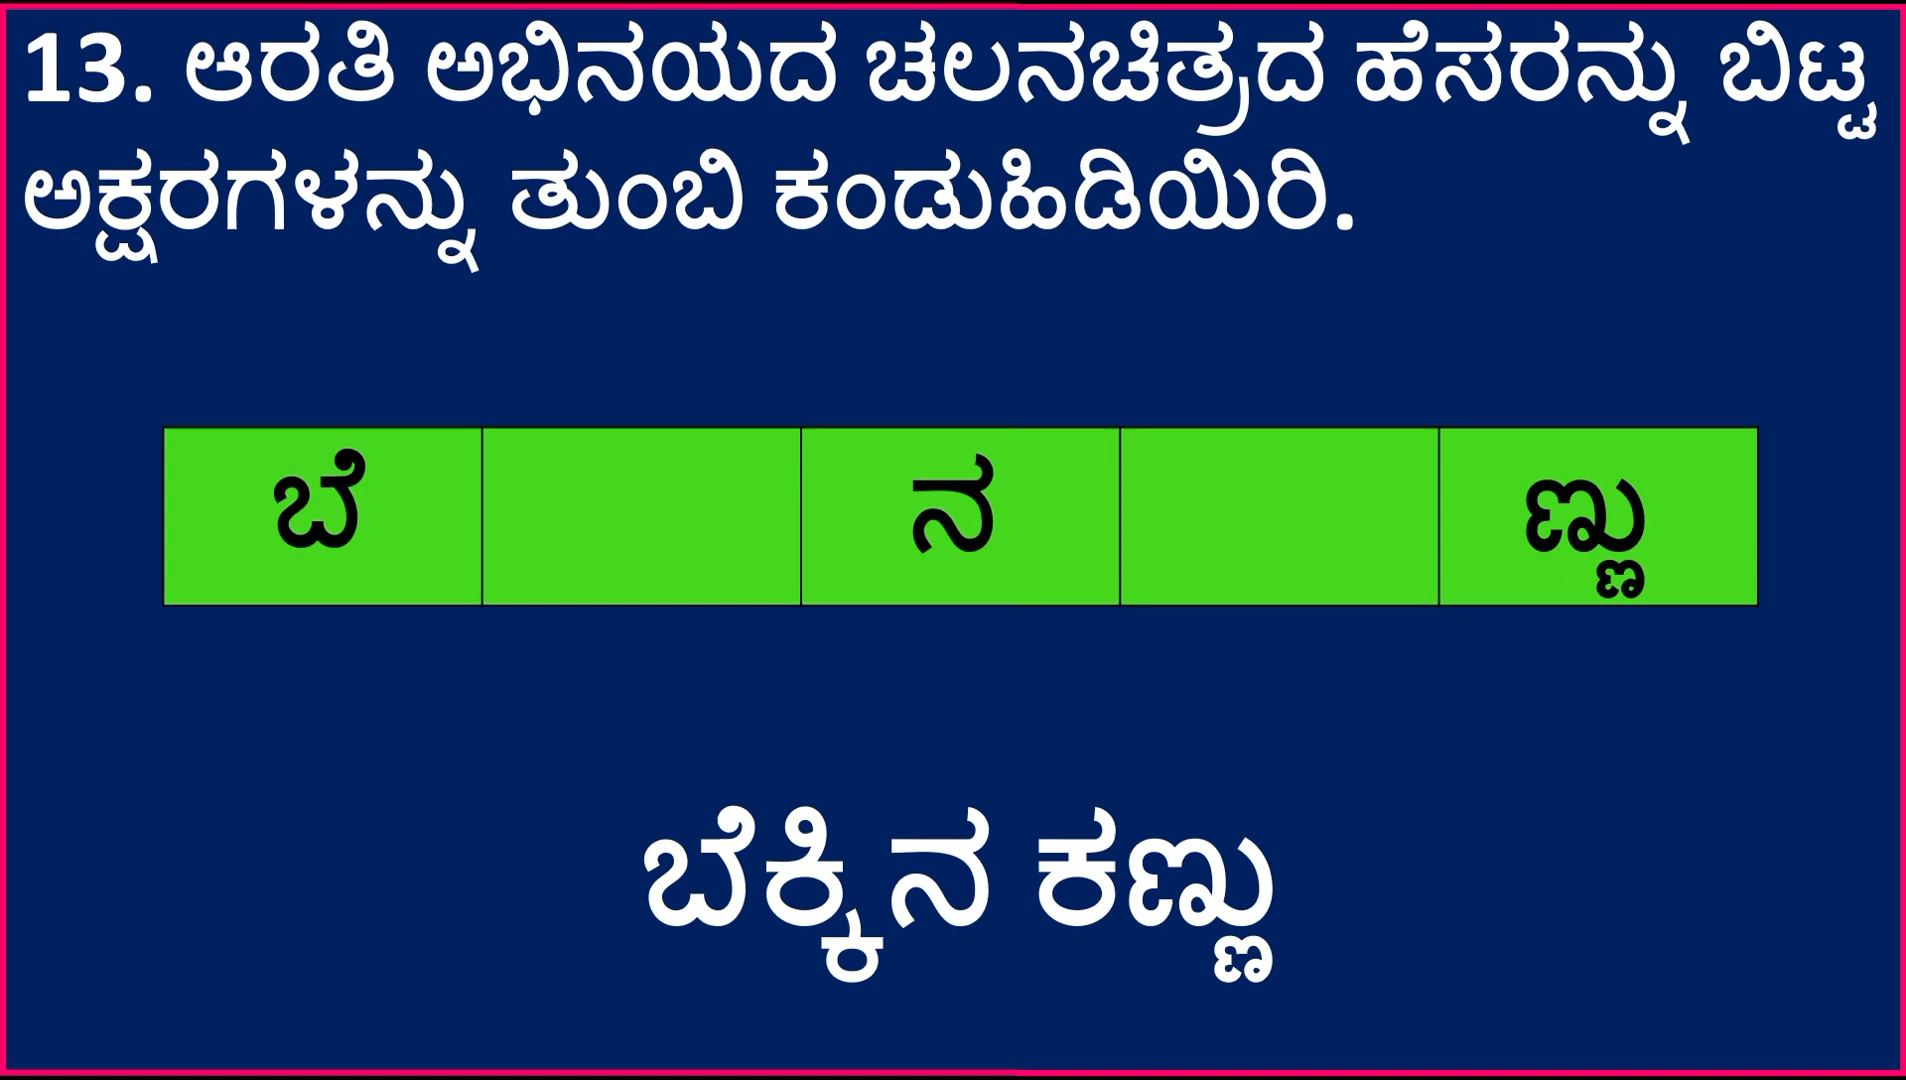 13. ಆರತಿ ಅಭಿನಯದ ಚಲನಚಿತ್ರದ ಹೆಸರನ್ನು ಬಿಟ್ಟ
ಅಕ್ಷರಗಳನ್ನು ತುಂಬಿ ಕಂಡುಹಿಡಿಯಿರಿ.
ಬೆ ನ ಣ್ಣು
ಬೆಕ್ಕಿನ ಕಣ್ಣು